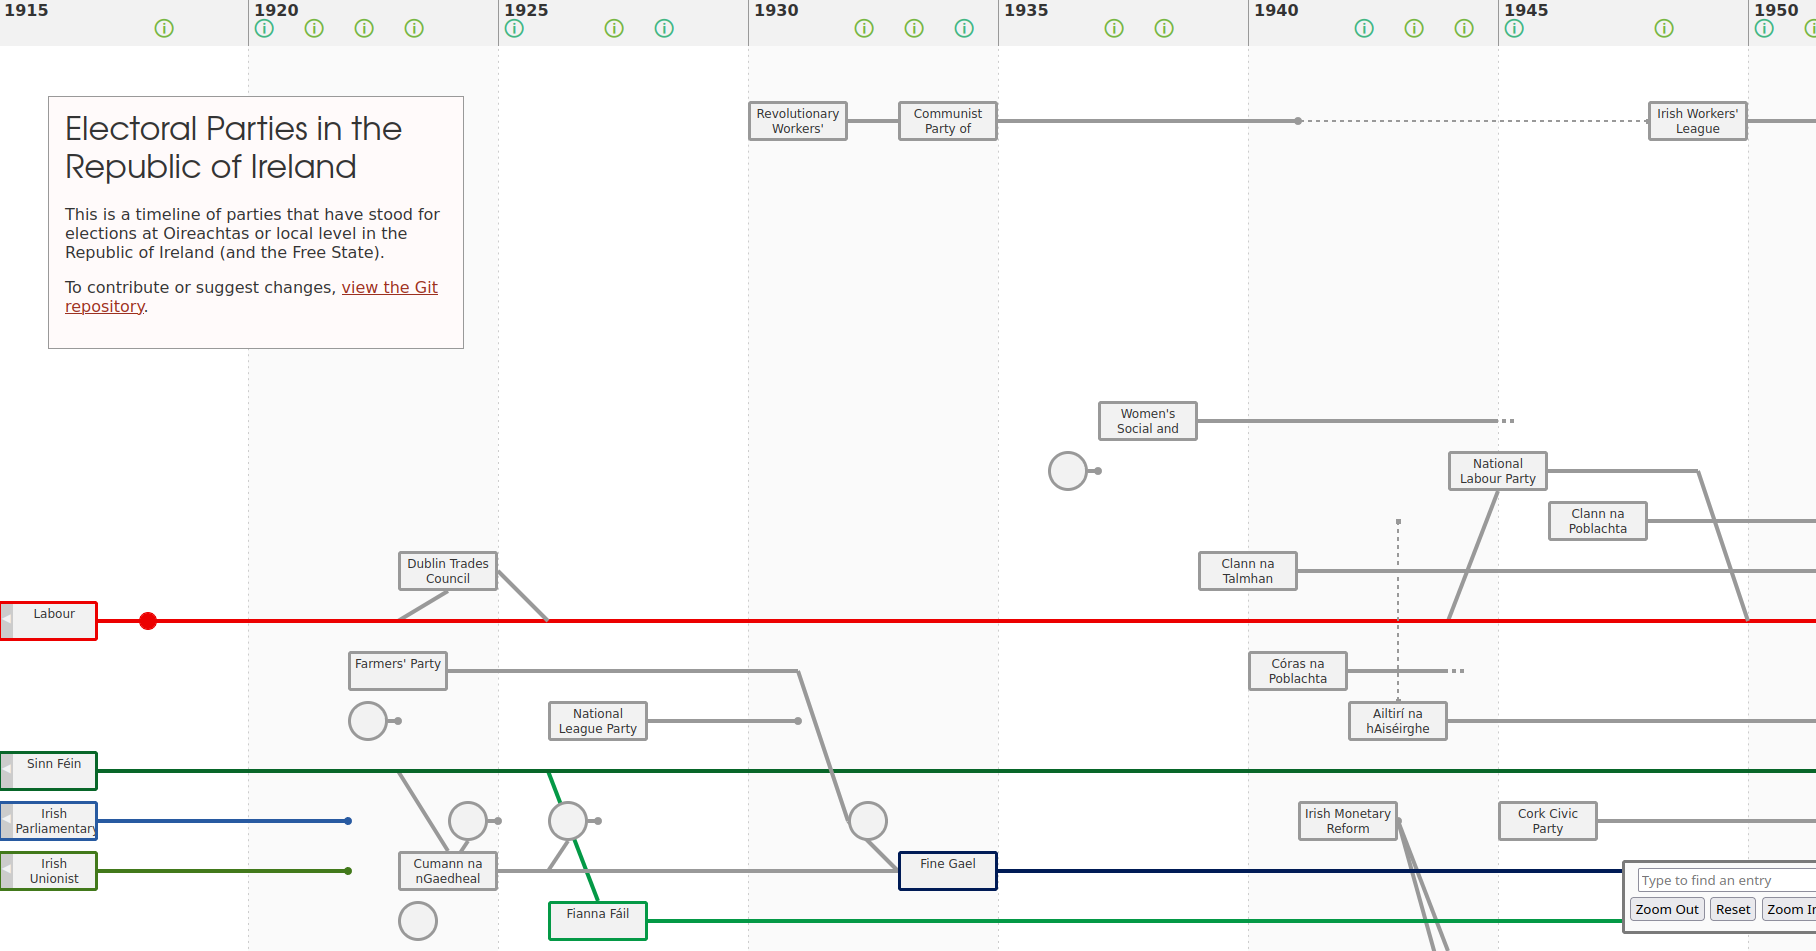 1915
1920
1925
1930
1935
1940
1945
1950
Electoral Parties in the
Republic of Ireland
This is a timeline of parties that have stood for
elections at Oireachtas or local level in the
Republic of Ireland (and the Free State).
To contribute or suggest changes, view the Git
repository.
Revolutionary
Workers'
Communist
Party of
Irish Workers'
League
Women's
Social and
National
Labour Party
Clann na
Poblachta
Dublin Trades
Council
Clann na
Talmhan
Labour
Farmers' Party
Córas na
Poblachta
National
League Party
Ailtirí na
hAiséirghe
Sinn Féin
Irish
Parliamentary
Irish Monetary
Reform
Cork Civic
Party
Irish
Unionist
Cumann na
nGaedheal
Fine Gael
Fianna Fáil
Type to find an entry
Zoom Out
Reset
Zoom In